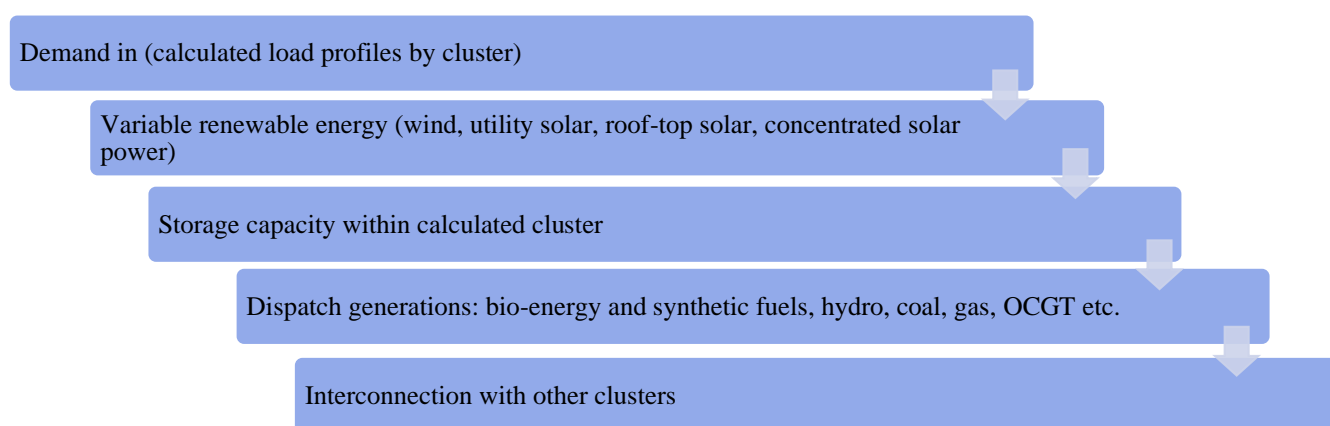 Demand in (calculated load profiles by cluster)
Variable renewable energy (wind, utility solar, roof-top solar, concentrated solar
power)
Storage capacity within calculated cluster
Dispatch generations: bio-energy and synthetic fuels, hydro, coal, gas, OCGT etc.
Interconnection with other clusters